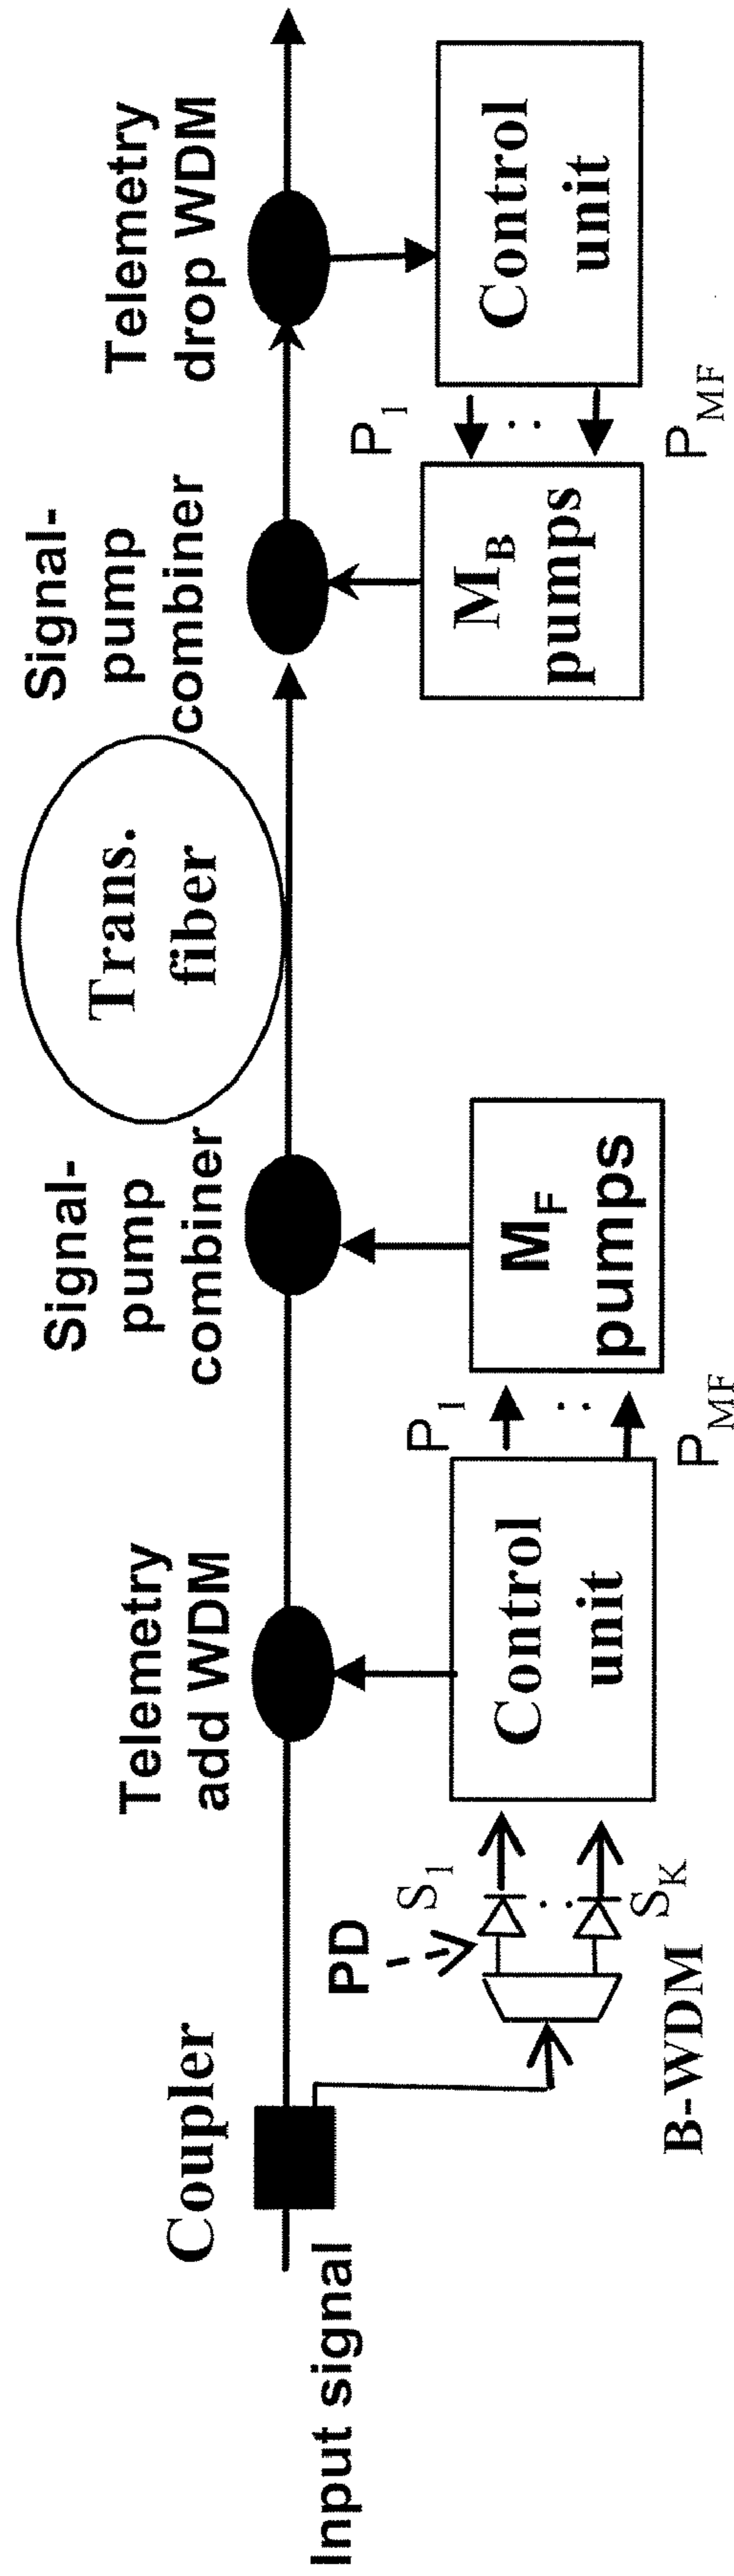 Input signal
Coupler
PD
S1
SK
B-WDM
Telemetry
add WDM
Control
unit
P1
PMF
Signal-
pump
combiner
MF
pumps
Trans.
fiber
Signal-
pump
combiner
MB
pumps
P1
PMF
Telemetry
drop WDM
Control
unit